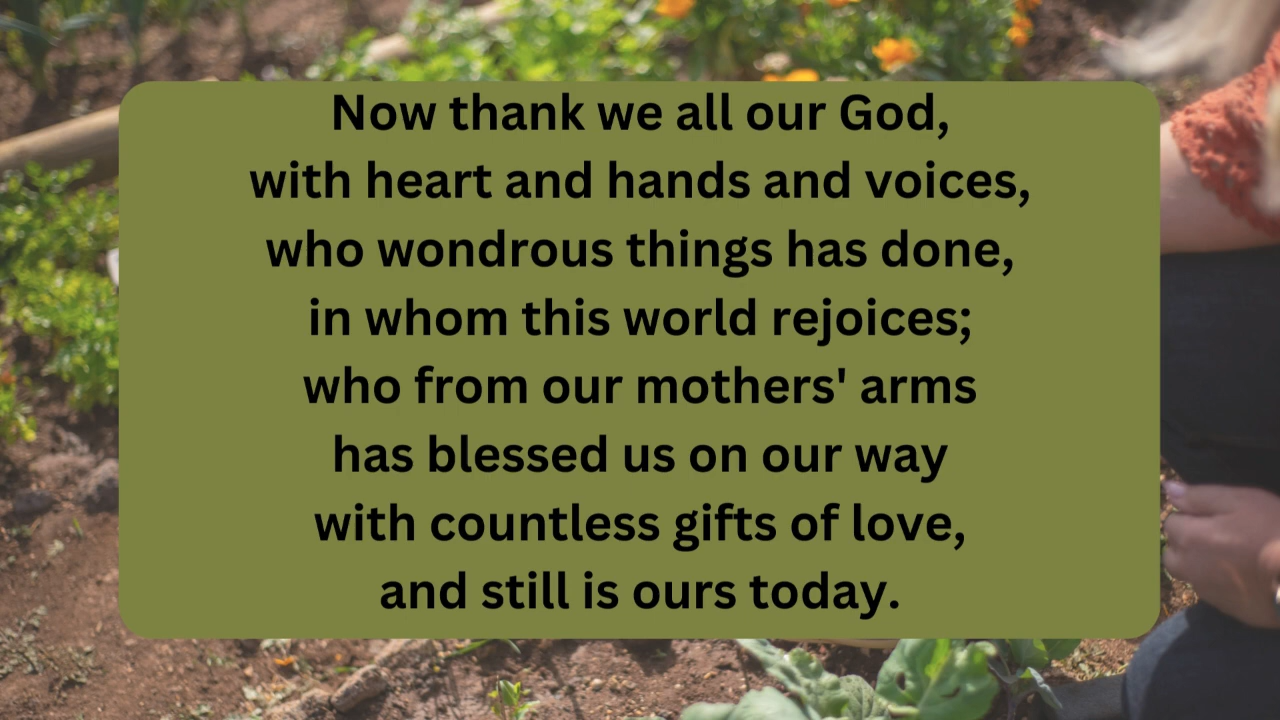 Now thank we all our God,
with heart and hands and voices,
who wondrous things has done,
in whom this world rejoices;
who from our mothers' arms
has blessed us on our way
with countless gifts of love,
and still is ours today.